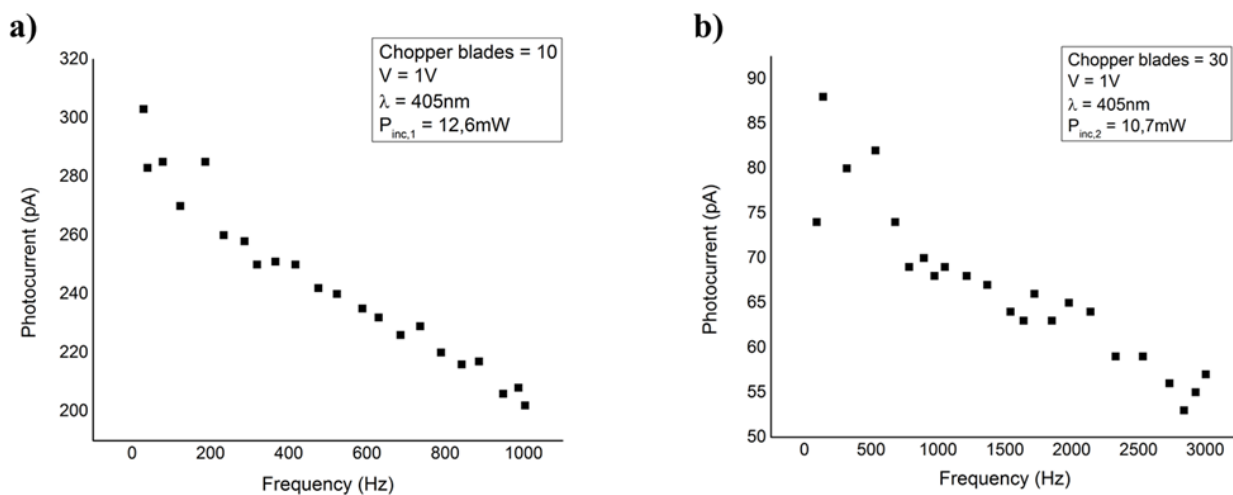 a)
Chopper blades = 10
V = 1V
λ = 405nm
P_inc,1 = 12,6mW
320
300
280
260
240
220
200
Photocurrent (pA)
0 200 400 600 800 1000
Frequency (Hz)
b)
Chopper blades = 30
V = 1V
λ = 405nm
P_inc,2 = 10,7mW
90
85
80
75
70
65
60
55
50
Photocurrent (pA)
0 500 1000 1500 2000 2500 3000
Frequency (Hz)